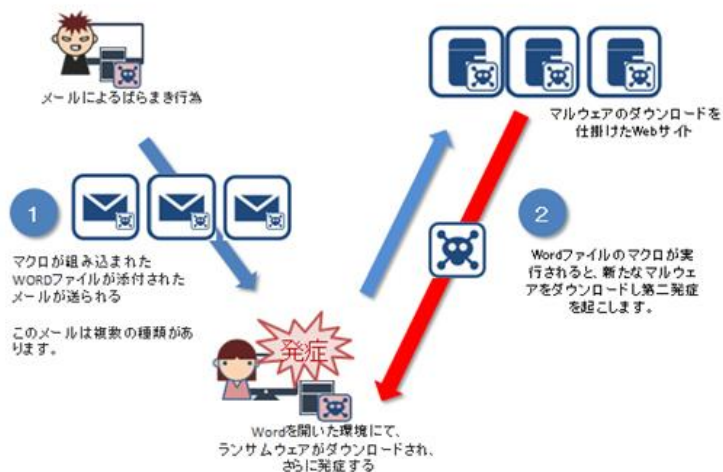 メールによるばらまき行為
マルウェアのダウンロードを
仕掛けたWebサイト
1
マクロが組み込まれた
WORDファイルが添付された
メールが送られる
このメールは複数の種類があ
ります。
2
Wordファイルのマクロが実
行されると、新たなマルウェ
アをダウンロードし第二発症
を起こします。
発症
Wordを開いた環境にて、
ランサムウェアがダウンロードされ、
さらに発症する